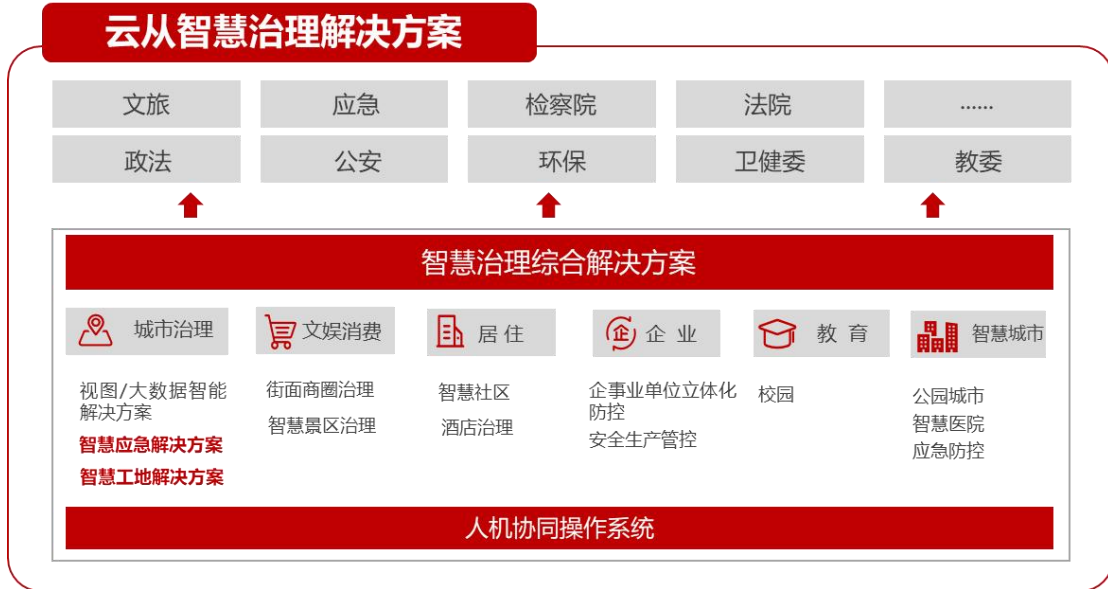 云从智慧治理解决方案
文旅
应急
检察院
法院
……
政法
公安
环保
卫健委
教委
智慧治理综合解决方案
城市治理
视图/大数据智能
解决方案
智慧应急解决方案
智慧工地解决方案
文娱消费
街面商圈治理
智慧景区治理
居住
智慧社区
酒店治理
企
企业
企事业单位立体化
防控
安全生产管控
教育
校园
智慧城市
公园城市
智慧医院
应急防控
人机协同操作系统